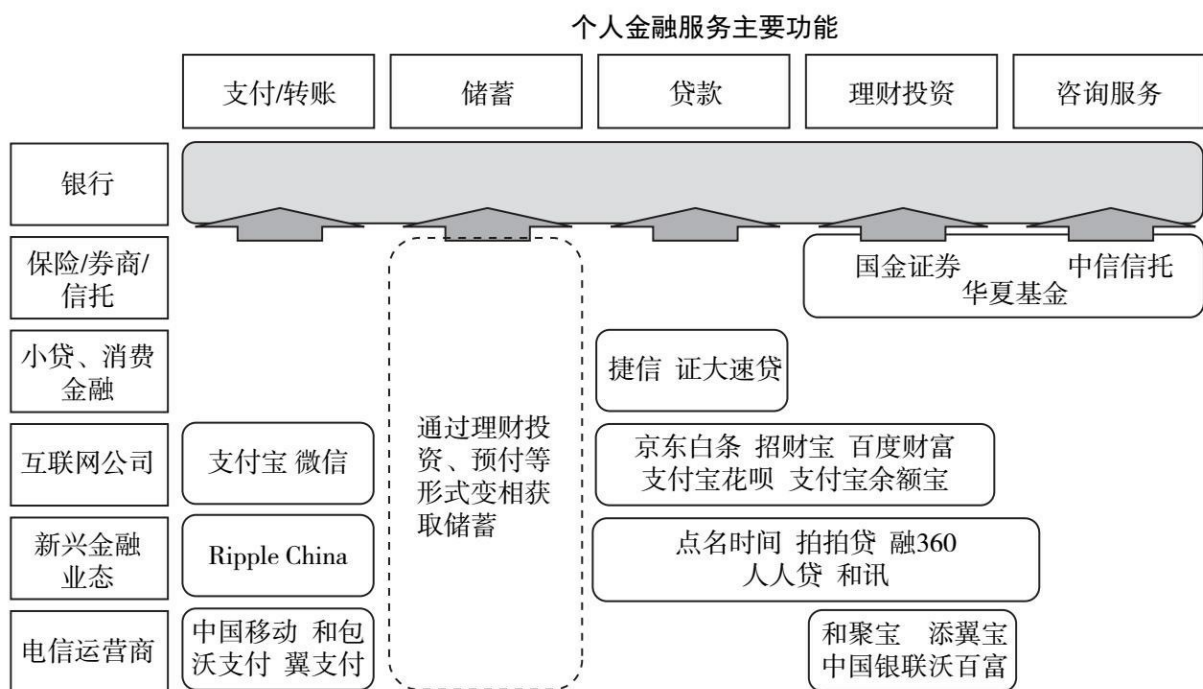 个人金融服务主要功能
支付/转账
储蓄
贷款
理财投资
咨询服务
银行
保险/券商/
信托
国金证券 中信信托
华夏基金
小贷、消费
金融
捷信 证大速贷
通过理财投
资、预付等
形式变相获
取储蓄
互联网公司
支付宝 微信
京东白条 招财宝 百度财富
支付宝花呗 支付宝余额宝
新兴金融
业态
Ripple China
点名时间 拍拍贷 融360
人人贷 和讯
电信运营商
中国移动 和包
沃支付 翼支付
和聚宝 添翼宝
中国银联沃百富